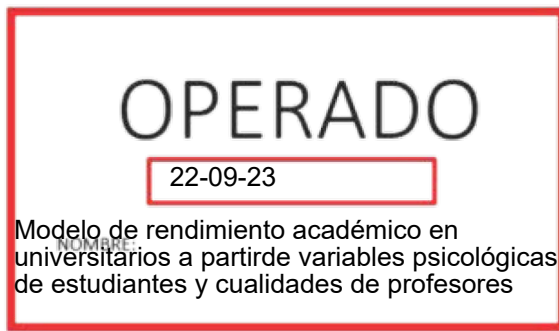 OPERADO
22-09-23
Modelo de rendimiento académico en
NOMBRE:
universitarios a partirde variables psicológicas
de estudiantes y cualidades de profesores